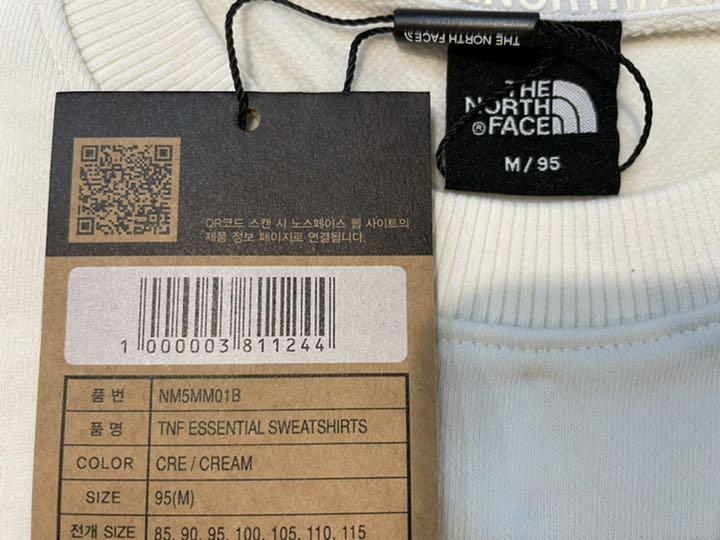 THE NORTH FACE
THE
NORTH
FACE
®
M / 95
QR코드 스캔 시 노스페이스 웹 사이트의
제품 정보 페이지로 연결됩니다.
1 000003 811244
품 번 NM5MM01B
품 명 TNF ESSENTIAL SWEATSHIRTS
COLOR CRE / CREAM
SIZE 95(M)
전개 SIZE 85, 90, 95, 100, 105, 110, 115